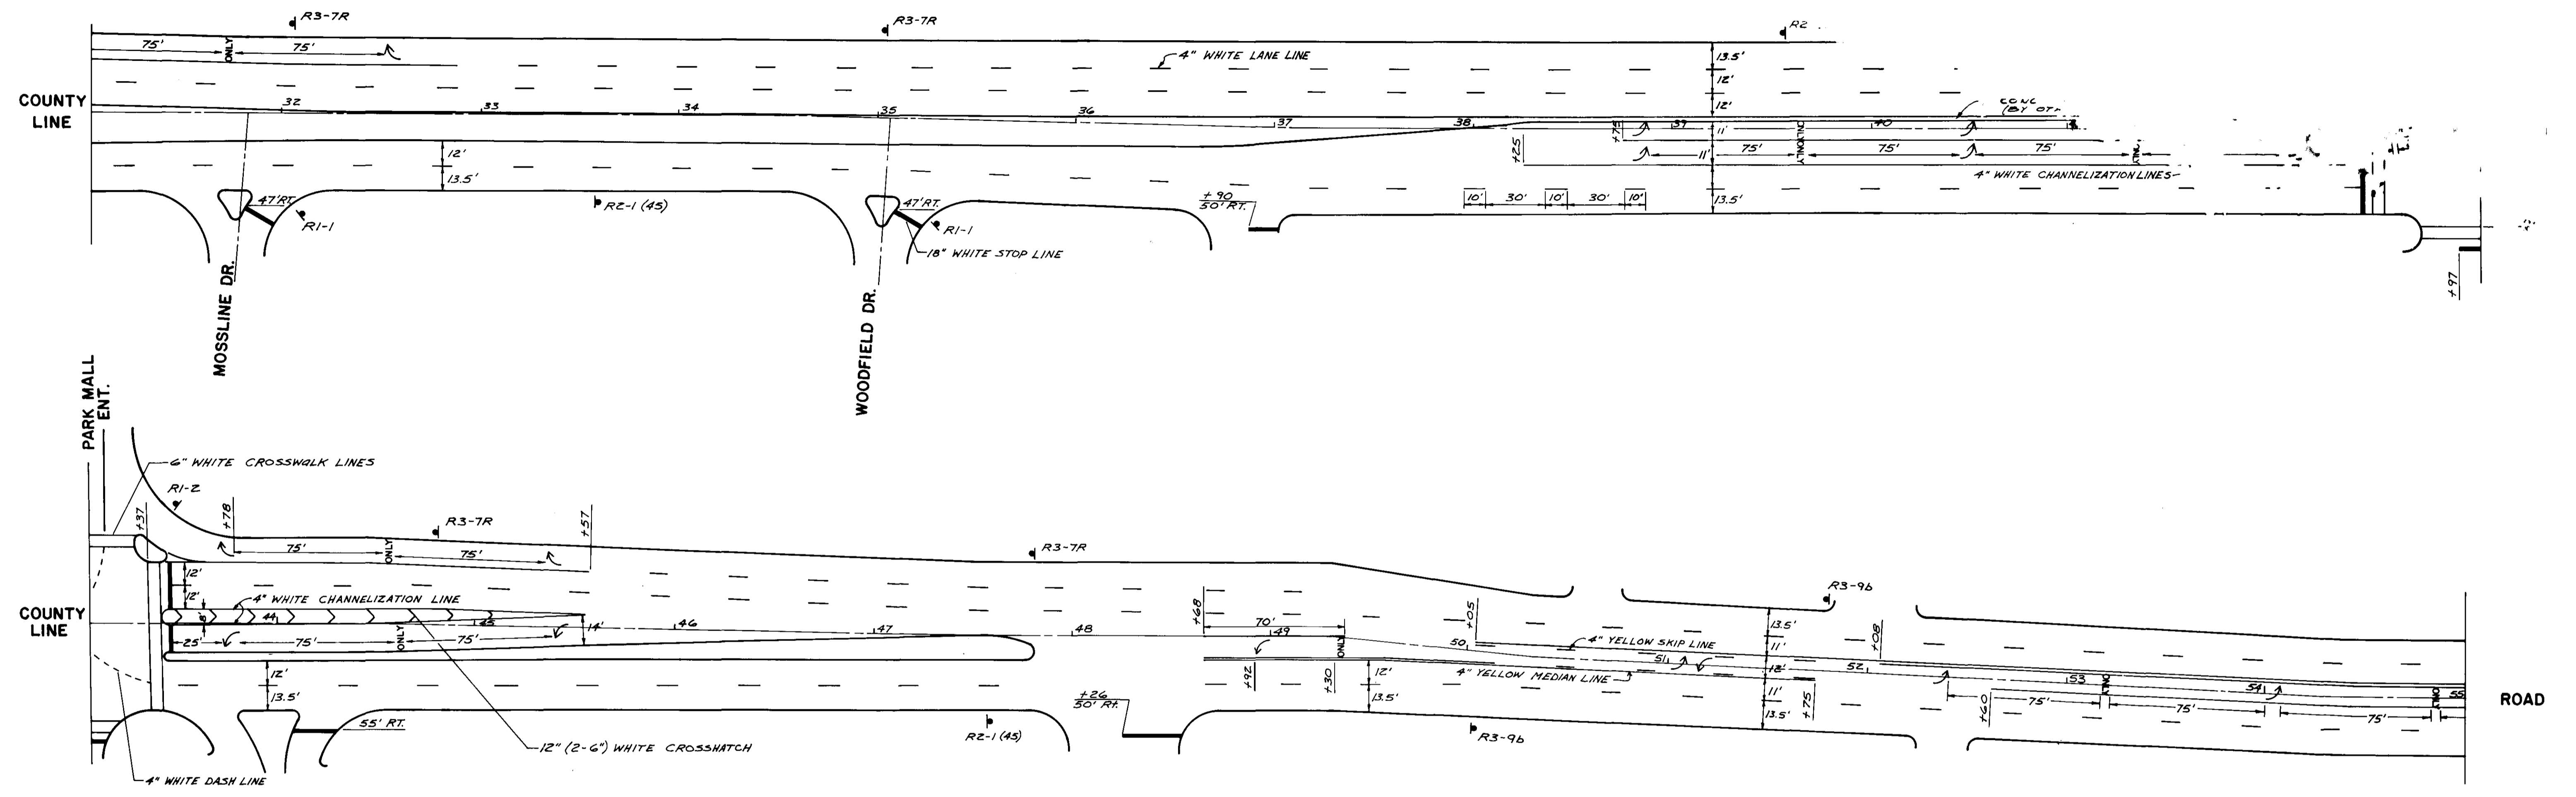 R3-7R
R3-7R
R2
75'
ONLY
75'
4" WHITE LANE LINE
13.5'
12'
12'
COUNTY
LINE
32
33
34
35
36
37
38
39
40
CONC
(BY OTH
+75
11'
+25
12'
13.5'
11'
75'
ONLY
ONLY
75'
75'
ONLY
4" WHITE CHANNELIZATION LINES
47' RT.
R1-1
R2-1 (45)
47' RT.
R1-1
18" WHITE STOP LINE
+90
50' RT.
10'
30'
10'
30'
10'
13.5'
+97
MOSSLINE DR.
WOODFIELD DR.
PARK MALL
ENT.
6" WHITE CROSSWALK LINES
R1-2
+37
+78
R3-7R
+57
R3-7R
75'
ONLY
75'
12'
12'
4" WHITE CHANNELIZATION LINE
8'
44
45
46
47
48
49
50
51
52
53
54
55
COUNTY
LINE
25'
75'
ONLY
75'
14'
12'
13.5'
55' RT.
12" (2-6") WHITE CROSSHATCH
4" WHITE DASH LINE
R2-1 (45)
+26
50' Rt.
+68
70'
ONLY
+92
+30
12'
13.5'
+05
4" YELLOW SKIP LINE
4" YELLOW MEDIAN LINE
R3-9b
R3-9b
13.5'
11'
12'
11'
13.5'
+75
+08
+60
75'
ONLY
75'
75'
ONLY
ROAD